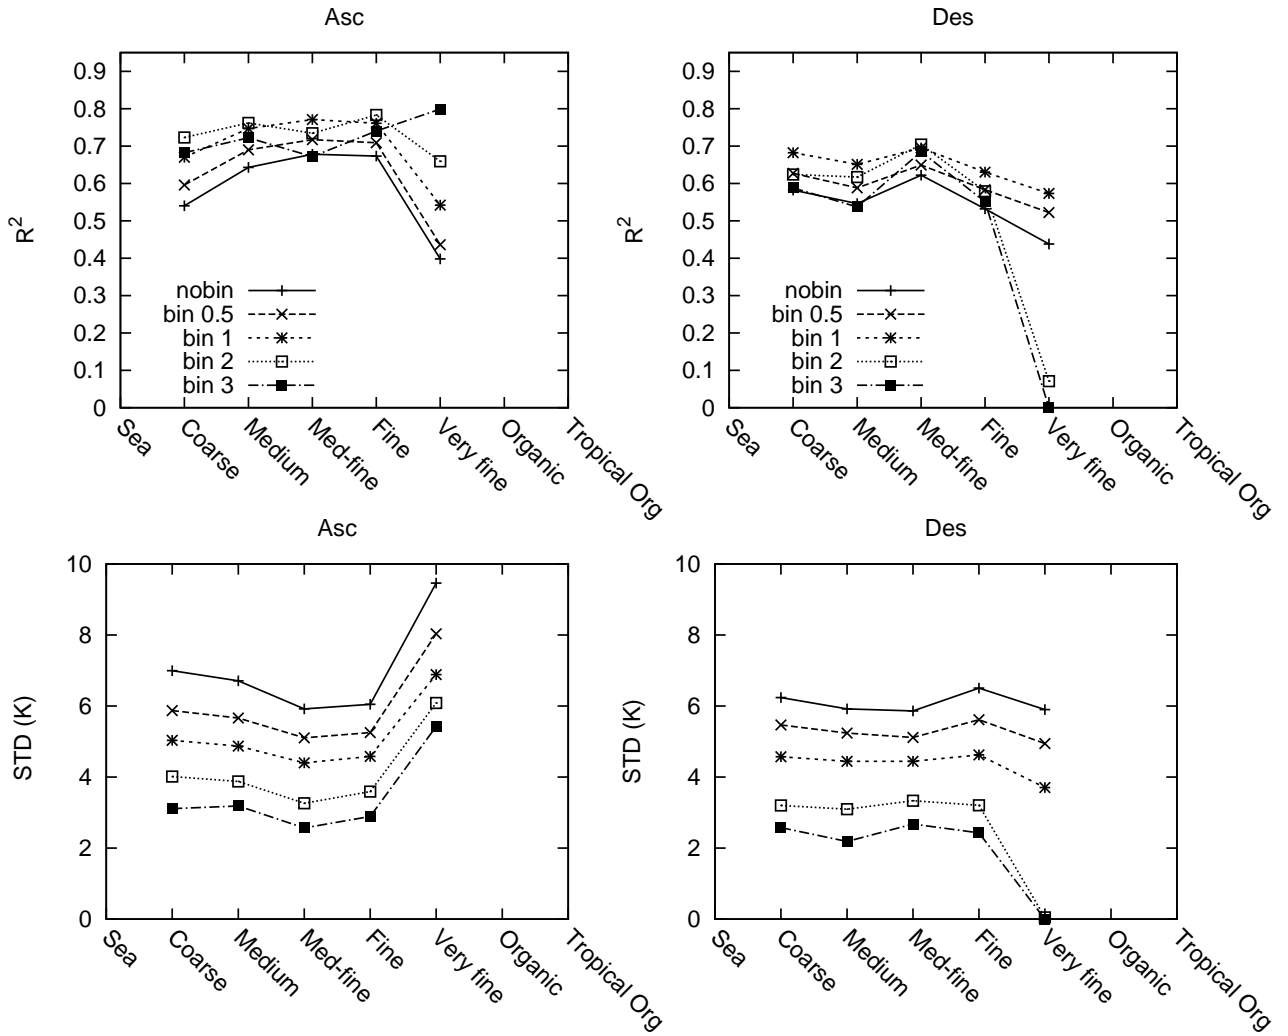 Asc
R2
0.9
0.8
0.7
0.6
0.5
0.4
0.3
0.2
0.1
0
nobin
bin 0.5
bin 1
bin 2
bin 3
Sea
Coarse
Medium
Med-fine
Fine
Very fine
Organic
Tropical Org
Des
R2
0.9
0.8
0.7
0.6
0.5
0.4
0.3
0.2
0.1
0
nobin
bin 0.5
bin 1
bin 2
bin 3
Sea
Coarse
Medium
Med-fine
Fine
Very fine
Organic
Tropical Org
Asc
STD (K)
10
8
6
4
2
0
Sea
Coarse
Medium
Med-fine
Fine
Very fine
Organic
Tropical Org
Des
STD (K)
10
8
6
4
2
0
Sea
Coarse
Medium
Med-fine
Fine
Very fine
Organic
Tropical Org